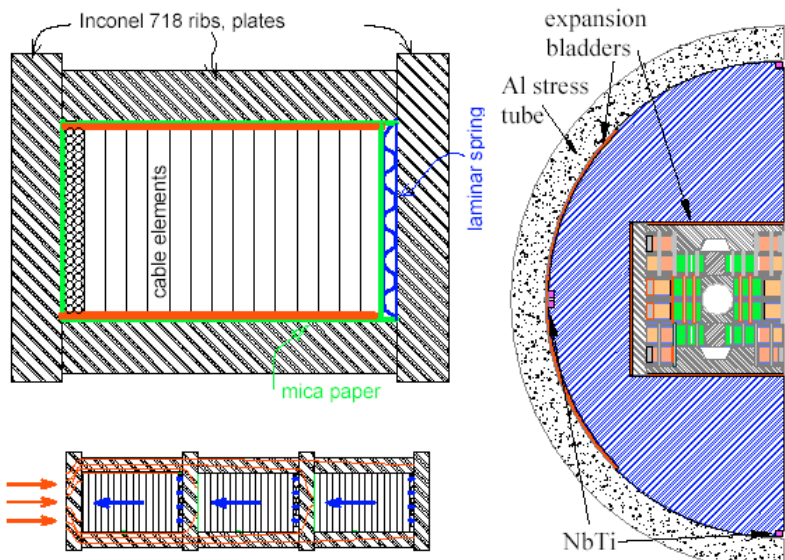 Inconel 718 ribs, plates
cable elements
laminar spring
mica paper
expansion
bladders
Al stress
tube
NbTi